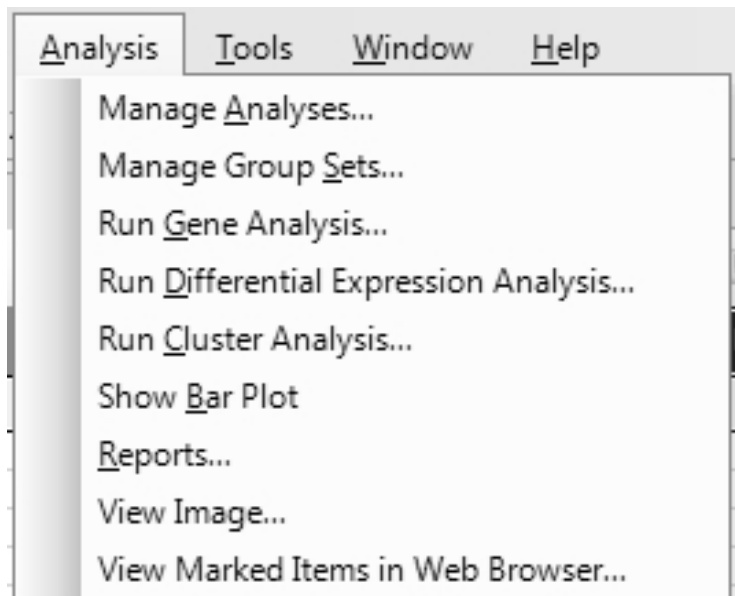 Analysis Tools Window Help
Manage Analyses...
Manage Group Sets...
Run Gene Analysis...
Run Differential Expression Analysis...
Run Cluster Analysis...
Show Bar Plot
Reports...
View Image...
View Marked Items in Web Browser...